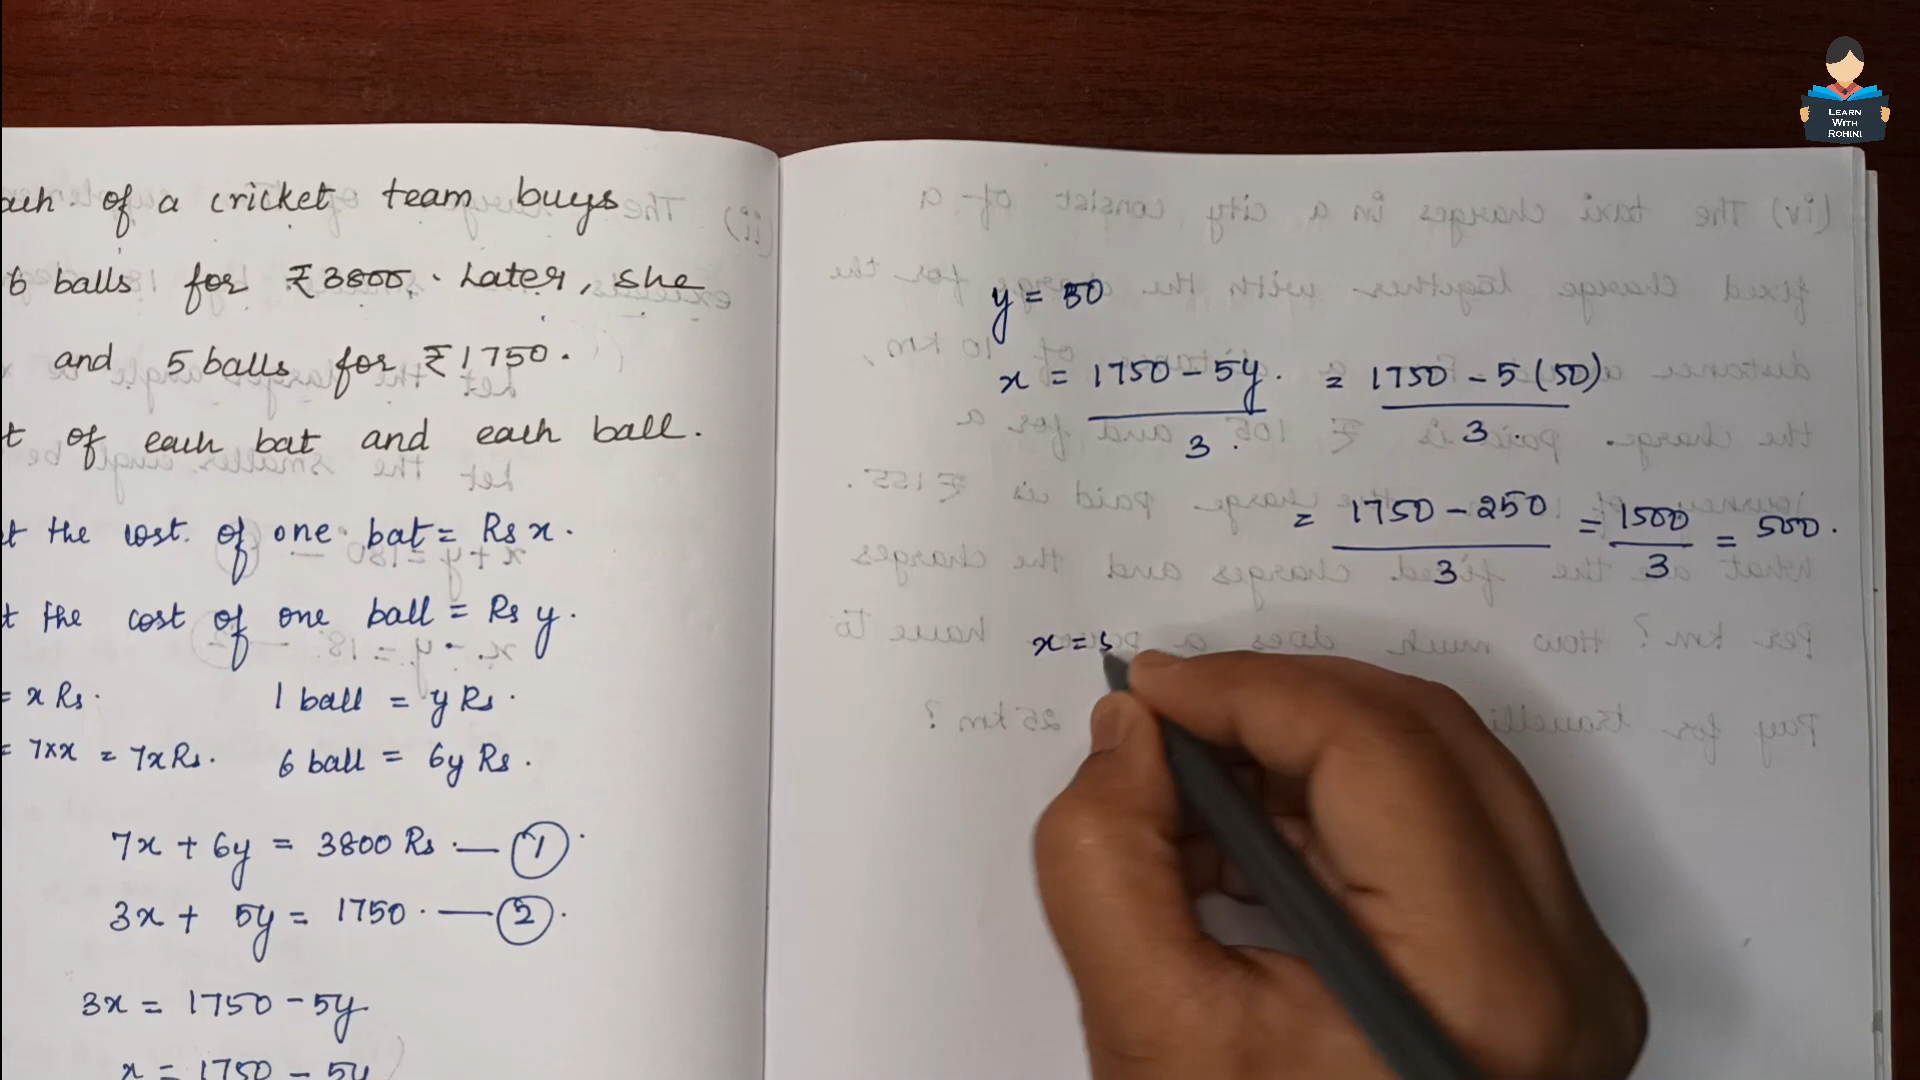 of a cricket team buys
6 balls for ₹3800. Later, she
and 5 balls for ₹1750.
of each bat and each ball.
the cost of one bat = Rs x.
the cost of one ball = Rs y.
= x Rs. 1 ball = y Rs.
= 7×x = 7x Rs. 6 ball = 6y Rs.
7x + 6y = 3800 Rs. — 1
3x + 5y = 1750. — 2
3x = 1750 - 5y
x = 1750 - 5y
y = 50
x = 1750 - 5y / 3 = 1750 - 5(50) / 3
= 1750 - 250 / 3 = 1500 / 3 = 500.
x = 5
LEARN
WITH
ROHINI